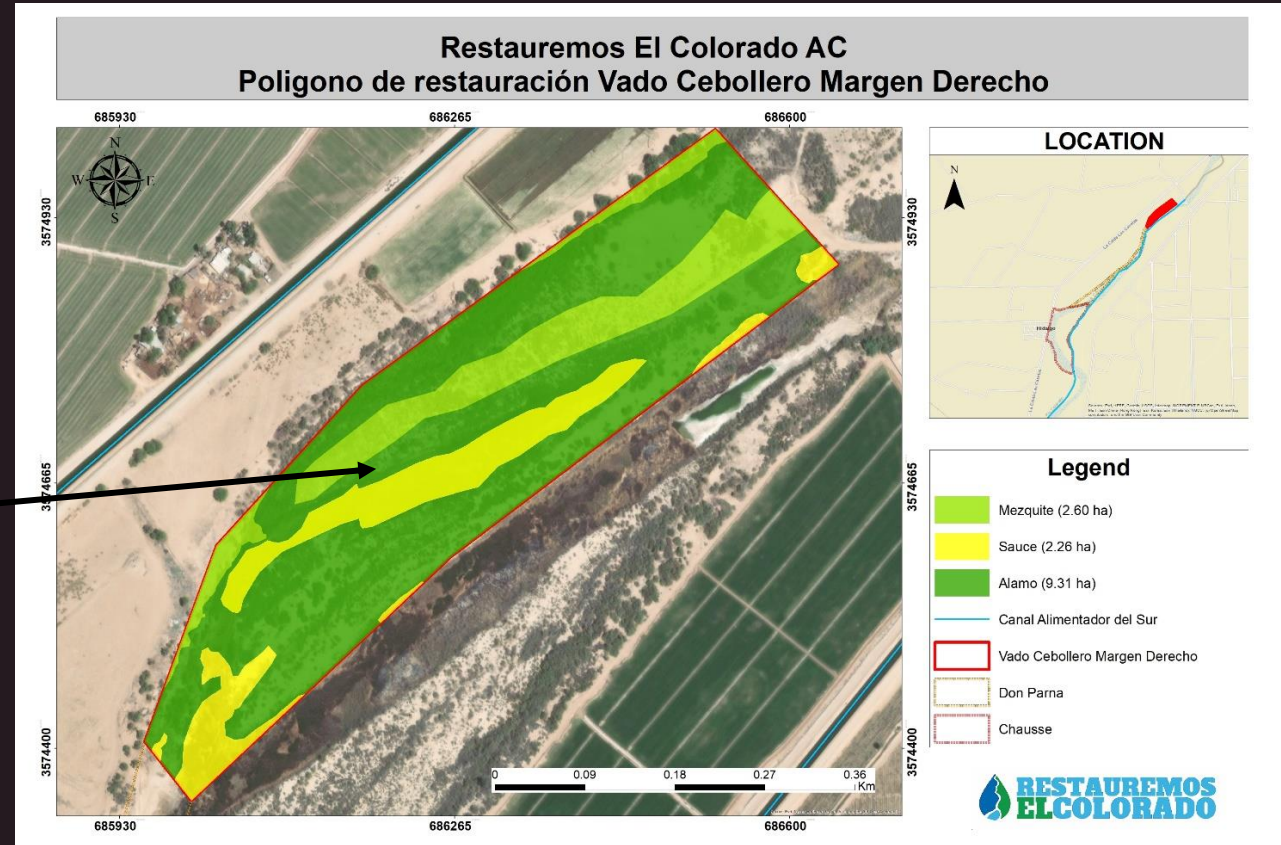 Restauremos El Colorado AC
Poligono de restauración Vado Cebollero Margen Derecho
685930 686265 686600
N
W E
S
3574930
3574665
3574400
3574930
3574665
3574400
0 0.09 0.18 0.27 0.36
Km
685930 686265 686600
LOCATION
N
Legend
Mezquite (2.60 ha)
Sauce (2.26 ha)
Alamo (9.31 ha)
Canal Alimentador del Sur
Vado Cebollero Margen Derecho
Don Parna
Chausse
RESTAUREMOS
ELCOLORADO